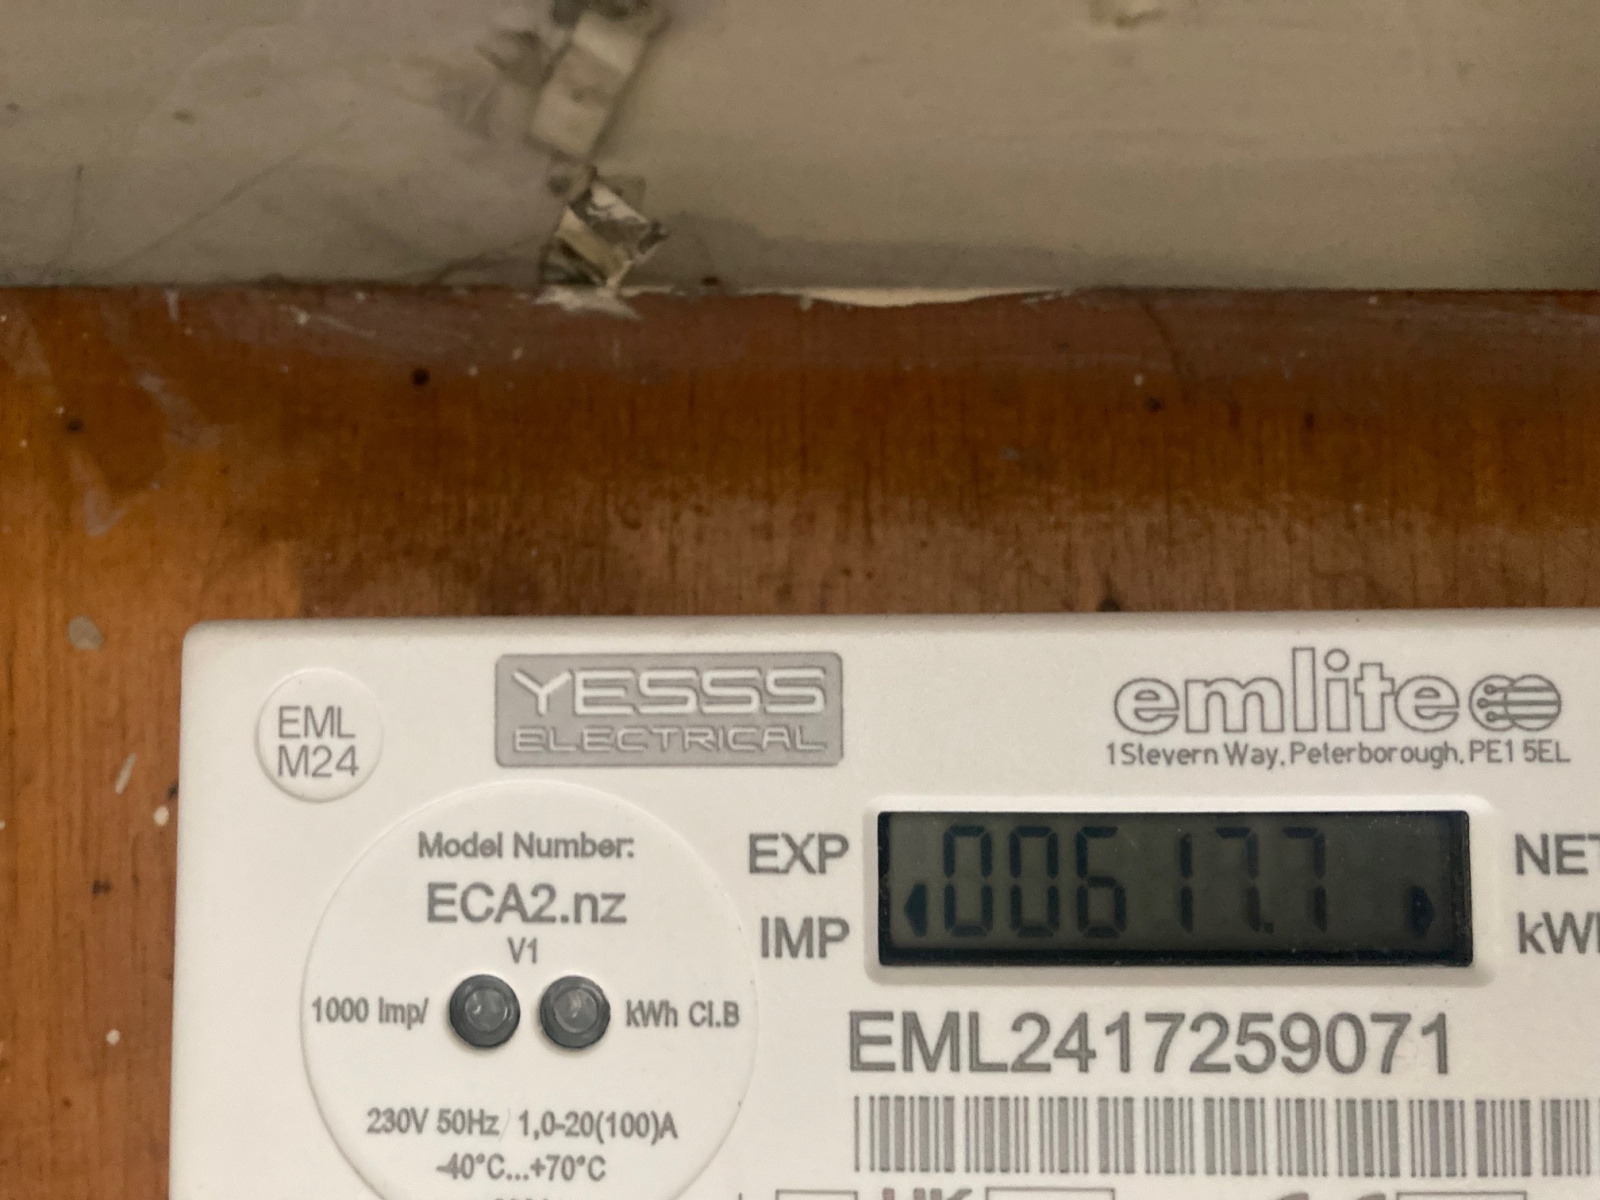 EML
M24
YESSS
ELECTRICAL
emlite
1 Stevern Way, Peterborough, PE1 5EL
Model Number:
ECA2.nz
V1
1000 Imp/ kWh Cl.B
230V 50Hz 1,0-20(100)A
-40°C...+70°C
EXP
IMP
00617.7
NET
kWh
EML2417259071